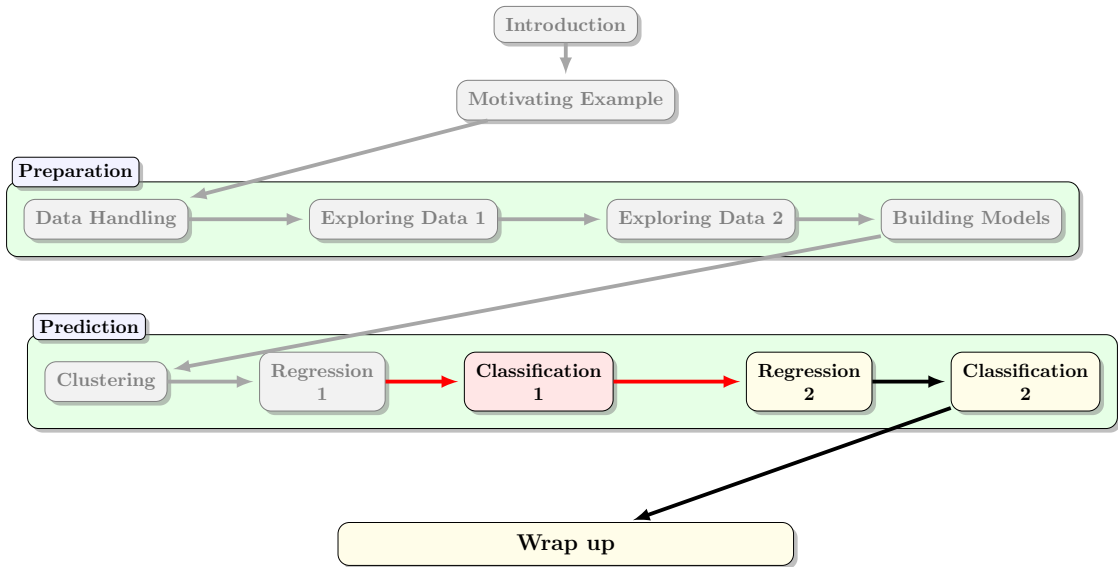 Introduction
Motivating Example
Preparation
Data Handling
Exploring Data 1
Exploring Data 2
Building Models
Prediction
Clustering
Regression
1
Classification
1
Regression
2
Classification
2
Wrap up